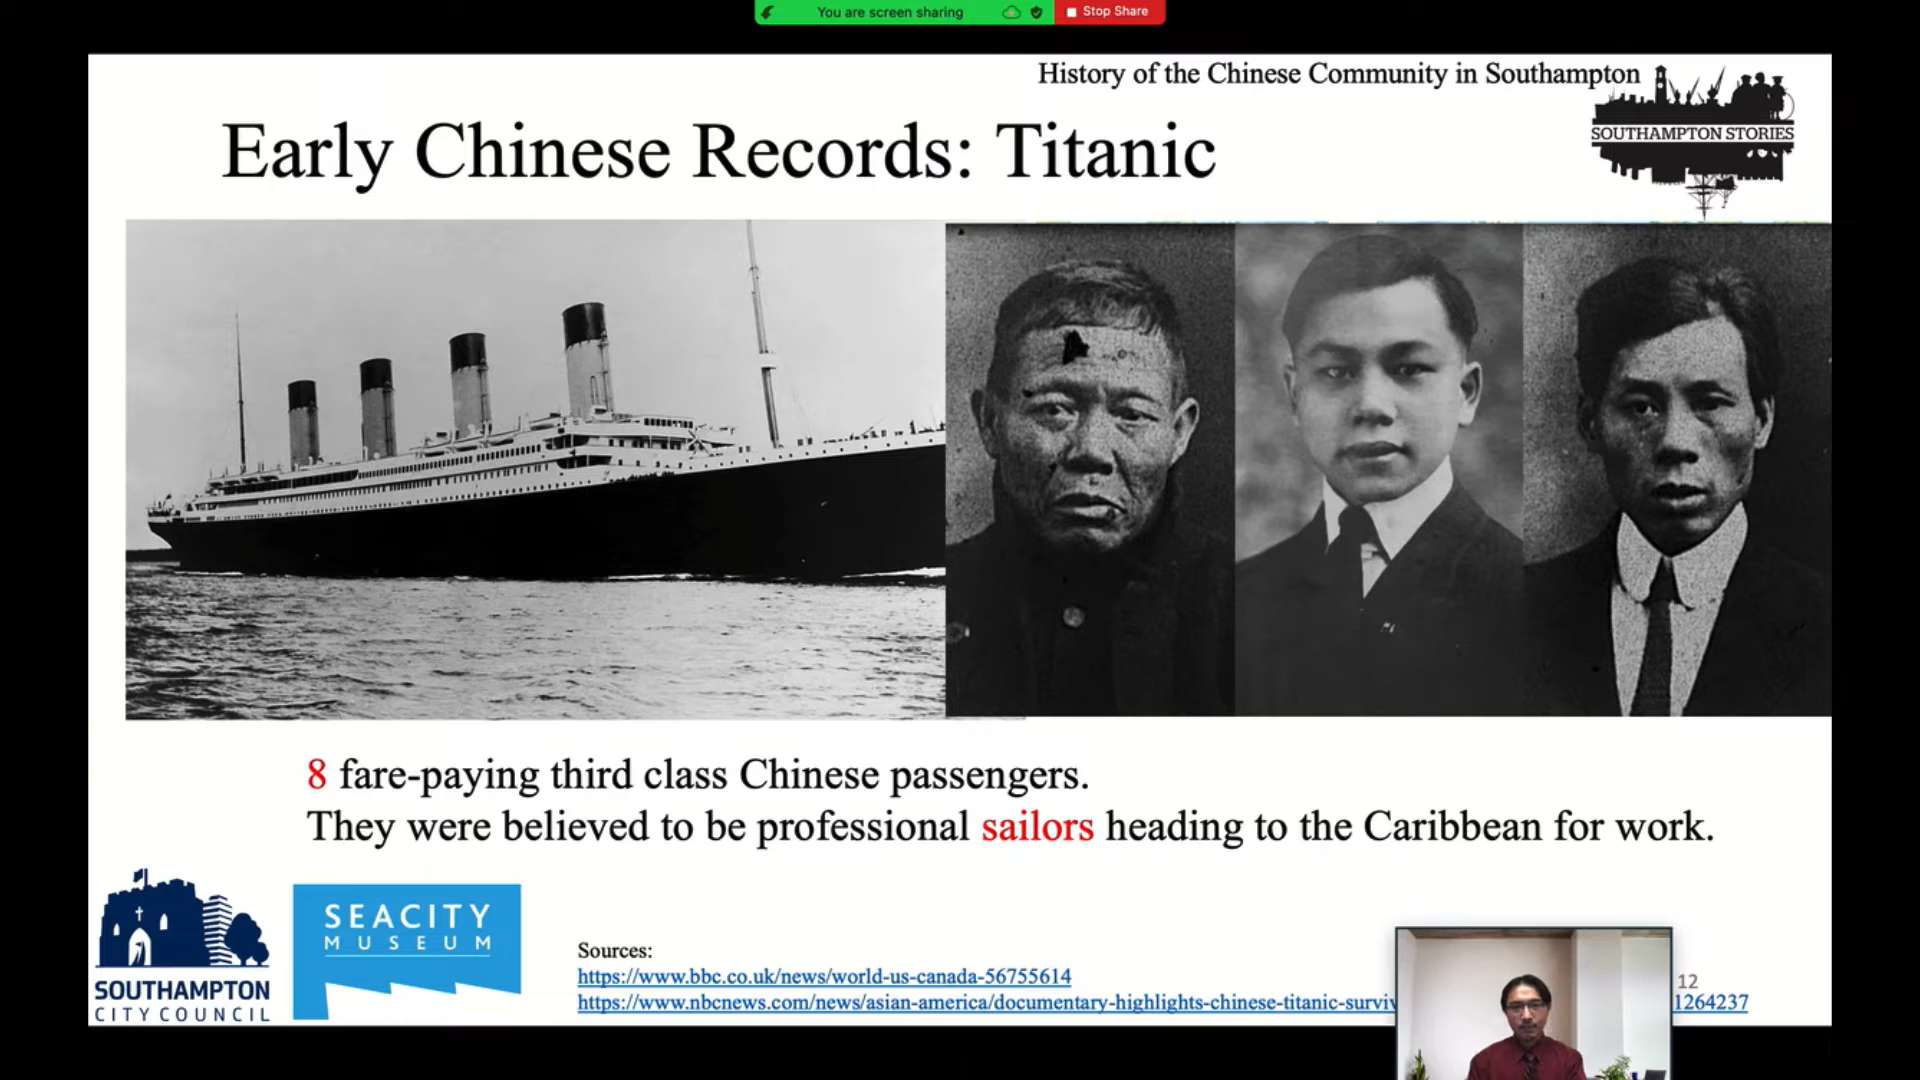 You are screen sharing
Stop Share
History of the Chinese Community in Southampton
SOUTHAMPTON STORIES
Early Chinese Records: Titanic
8 fare-paying third class Chinese passengers.
They were believed to be professional sailors heading to the Caribbean for work.
SOUTHAMPTON
CITY COUNCIL
SEACITY
MUSEUM
Sources:
https://www.bbc.co.uk/news/world-us-canada-56755614
https://www.nbcnews.com/news/asian-america/documentary-highlights-chinese-titanic-surviv
1264237
12